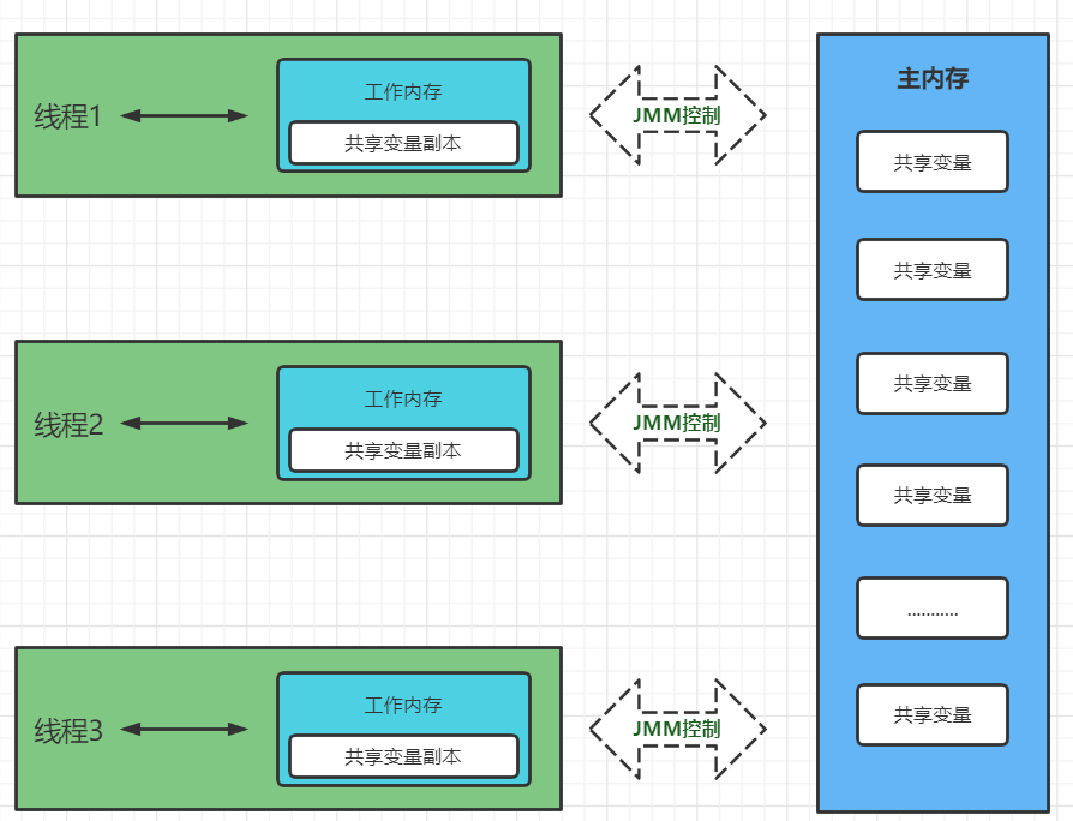 线程1
工作内存
共享变量副本
JMM控制
线程2
工作内存
共享变量副本
JMM控制
线程3
工作内存
共享变量副本
JMM控制
主内存
共享变量
共享变量
共享变量
共享变量
...........
共享变量